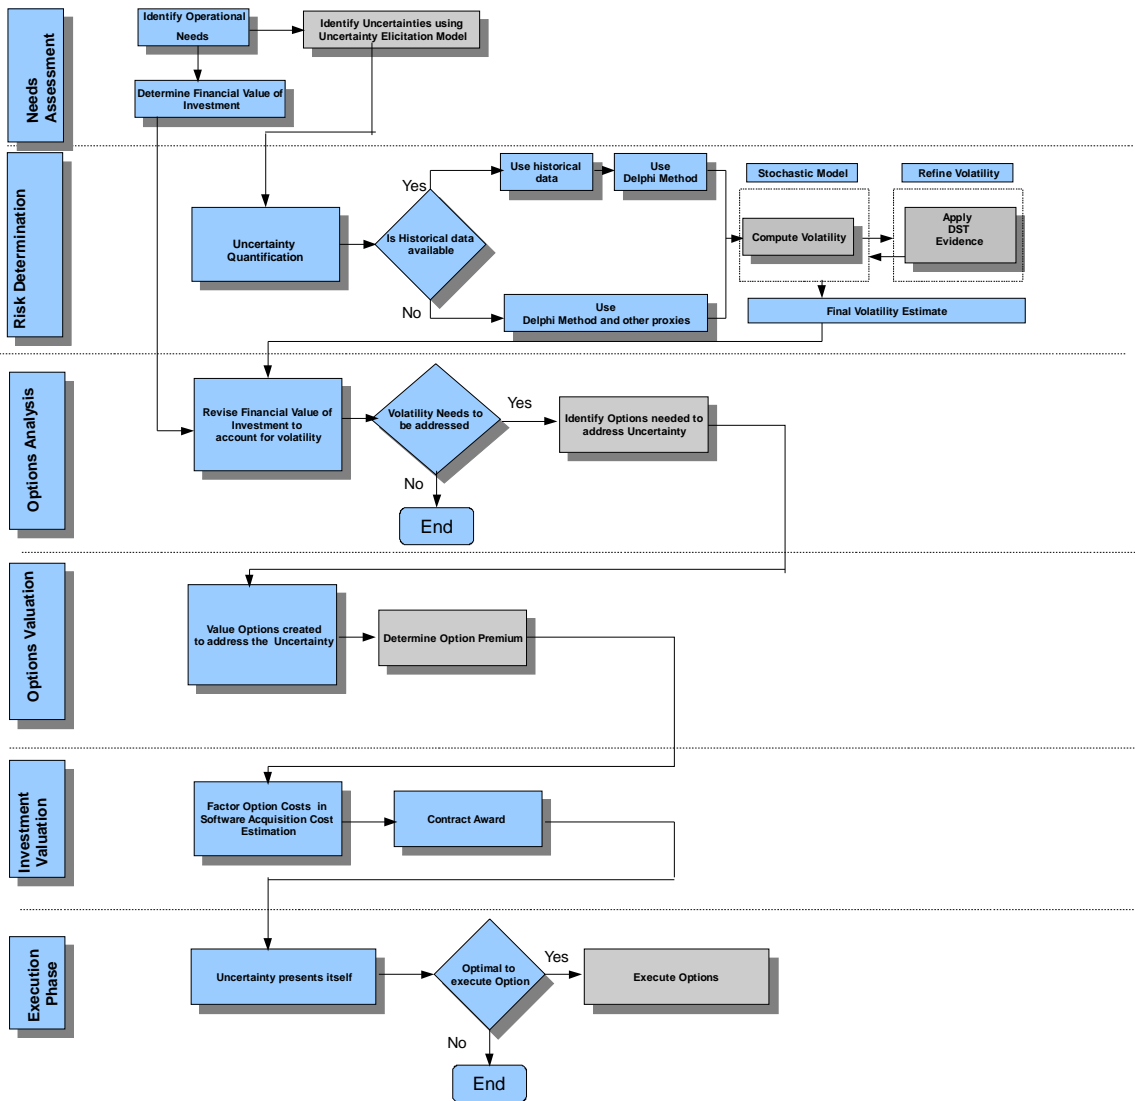 Needs
Assessment
Identify Operational
Needs
Identify Uncertainties using
Uncertainty Elicitation Model
Determine Financial Value of
Investment
Risk Determination
Uncertainty
Quantification
Is Historical data
available
Yes
No
Use historical
data
Use
Delphi Method
Use
Delphi Method and other proxies
Stochastic Model
Compute Volatility
Refine Volatility
Apply
DST
Evidence
Final Volatility Estimate
Options Analysis
Revise Financial Value of
Investment to
account for volatility
Volatility Needs to
be addressed
Yes
No
End
Identify Options needed to
address Uncertainty
Options Valuation
Value Options created
to address the Uncertainty
Determine Option Premium
Investment
Valuation
Factor Option Costs in
Software Acquisition Cost
Estimation
Contract Award
Execution
Phase
Uncertainty presents itself
Optimal to
execute Option
Yes
No
Execute Options
End